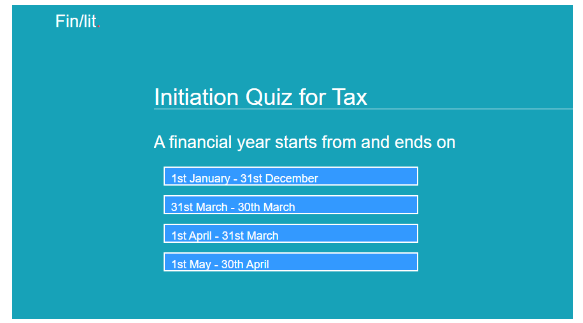 Fin/lit.
Initiation Quiz for Tax
A financial year starts from and ends on
1st January - 31st December
31st March - 30th March
1st April - 31st March
1st May - 30th April